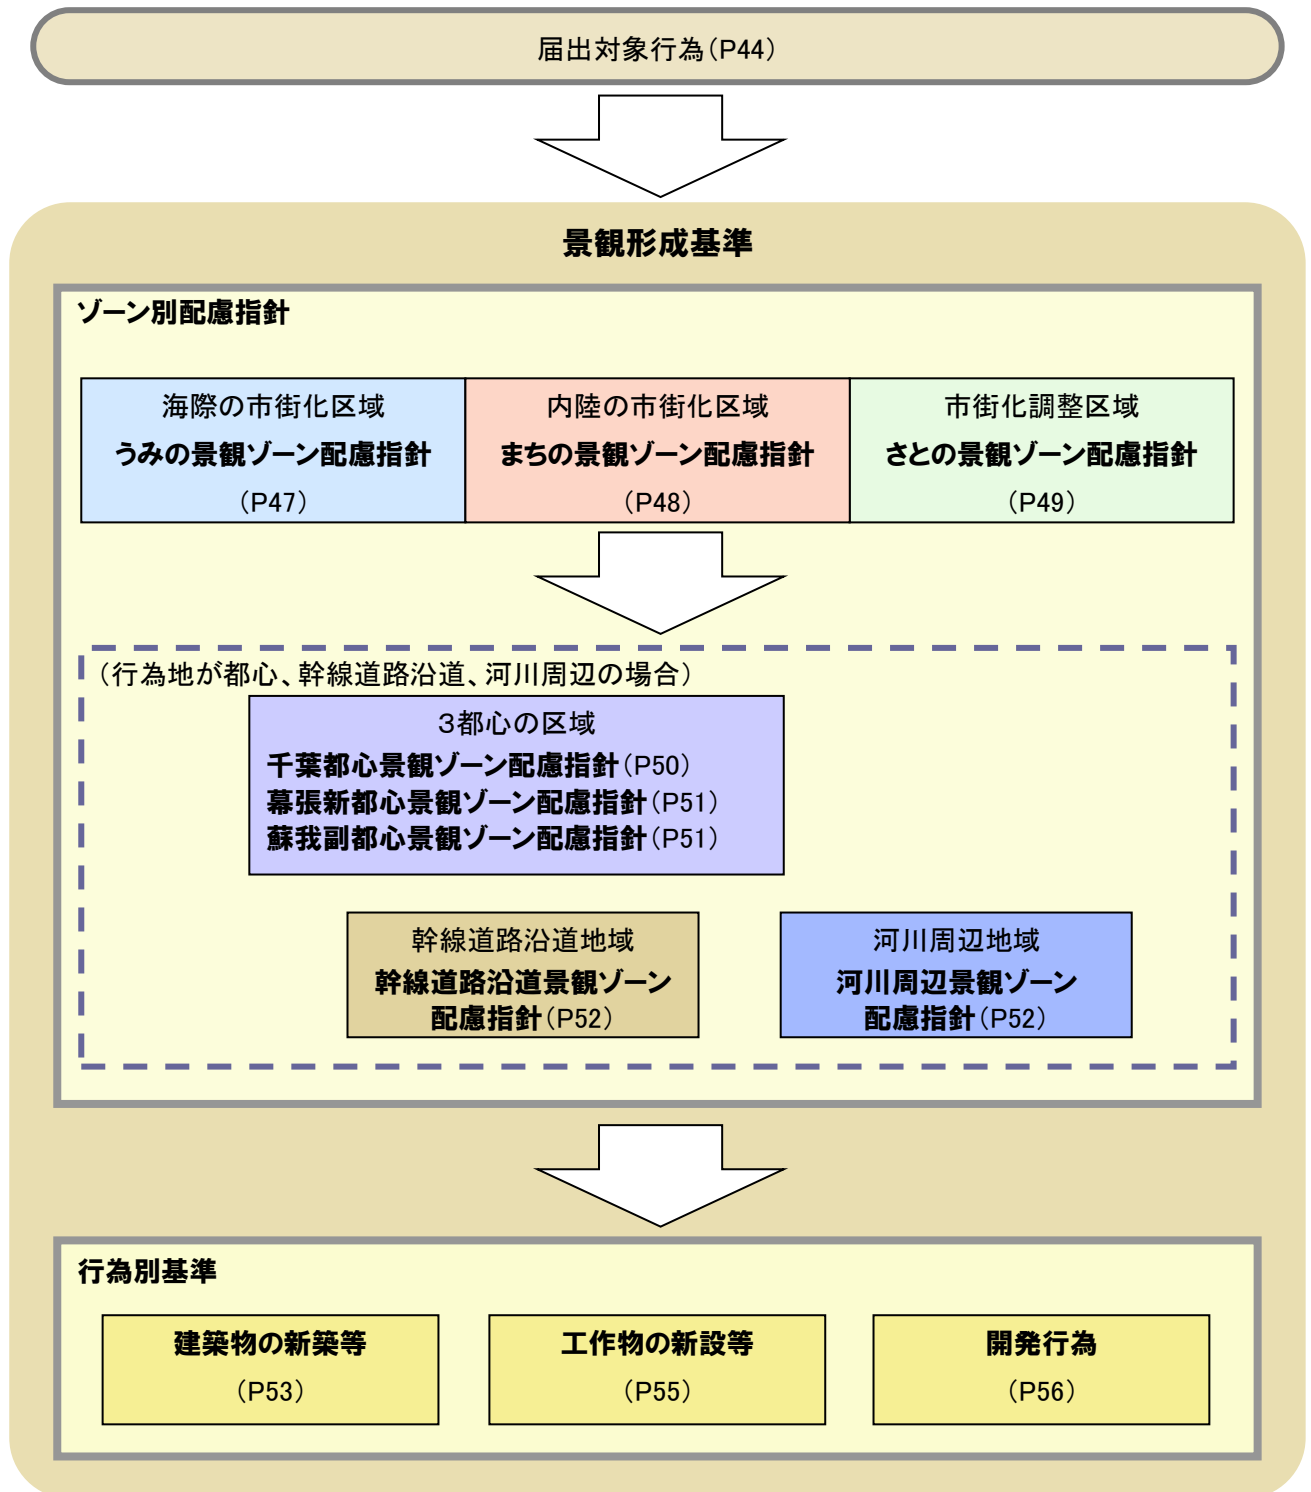 届出対象行為（P44）
景観形成基準
ゾーン別配慮指針
海際の市街化区域
うみの景観ゾーン配慮指針
（P47）
内陸の市街化区域
まちの景観ゾーン配慮指針
（P48）
市街化調整区域
さとの景観ゾーン配慮指針
（P49）
（行為地が都心、幹線道路沿道、河川周辺の場合）
３都心の区域
千葉都心景観ゾーン配慮指針（P50）
幕張新都心景観ゾーン配慮指針（P51）
蘇我副都心景観ゾーン配慮指針（P51）
幹線道路沿道地域
幹線道路沿道景観ゾーン
配慮指針（P52）
河川周辺地域
河川周辺景観ゾーン
配慮指針（P52）
行為別基準
建築物の新築等
（P53）
工作物の新設等
（P55）
開発行為
（P56）